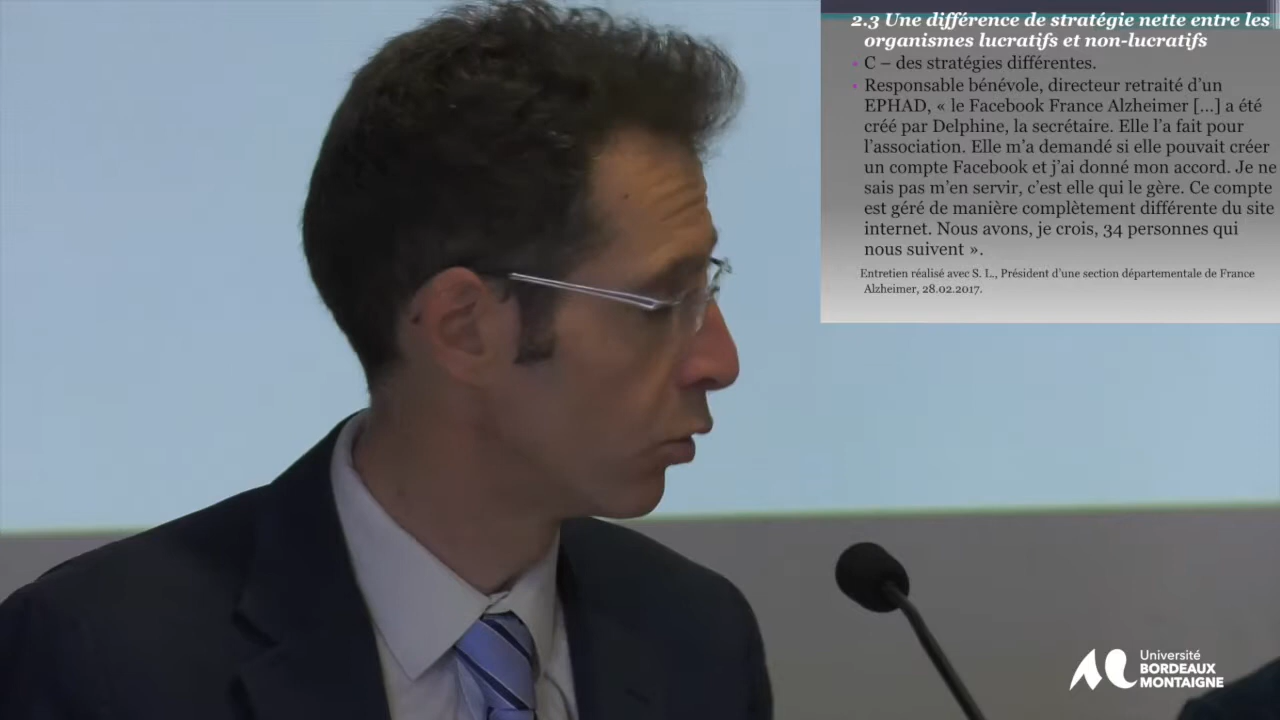 2.3 Une différence de stratégie nette entre les
organismes lucratifs et non-lucratifs
• C – des stratégies différentes.
• Responsable bénévole, directeur retraité d'un
EPHAD, « le Facebook France Alzheimer [...] a été
créé par Delphine, la secrétaire. Elle l'a fait pour
l'association. Elle m'a demandé si elle pouvait créer
un compte Facebook et j'ai donné mon accord. Je ne
sais pas m'en servir, c'est elle qui le gère. Ce compte
est géré de manière complètement différente du site
internet. Nous avons, je crois, 34 personnes qui
nous suivent ».
Entretien réalisé avec S. L., Président d'une section départementale de France
Alzheimer, 28.02.2017.
Université
BORDEAUX
MONTAIGNE